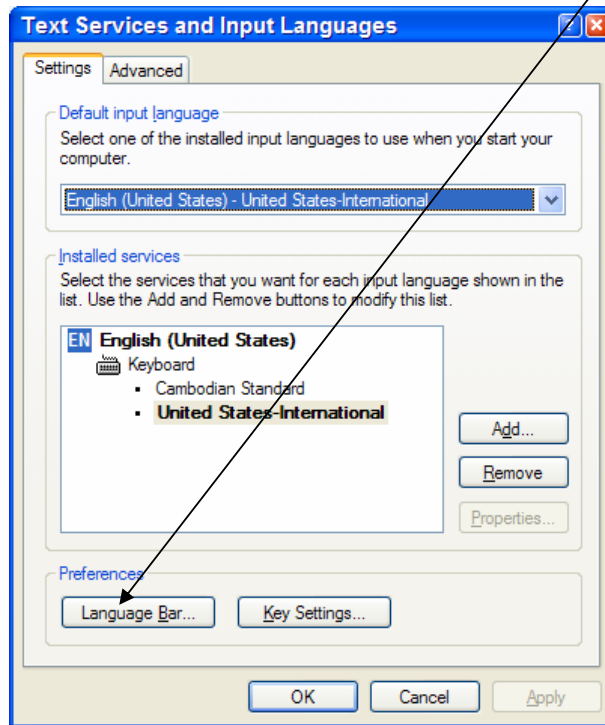 Text Services and Input Languages
Settings Advanced
Default input language
Select one of the installed input languages to use when you start your
computer.
English (United States) - United States-International
Installed services
Select the services that you want for each input language shown in the
list. Use the Add and Remove buttons to modify this list.
EN English (United States)
Keyboard
▪ Cambodian Standard
▪ United States-International
Add...
Remove
Properties...
Preferences
Language Bar... Key Settings...
OK Cancel Apply